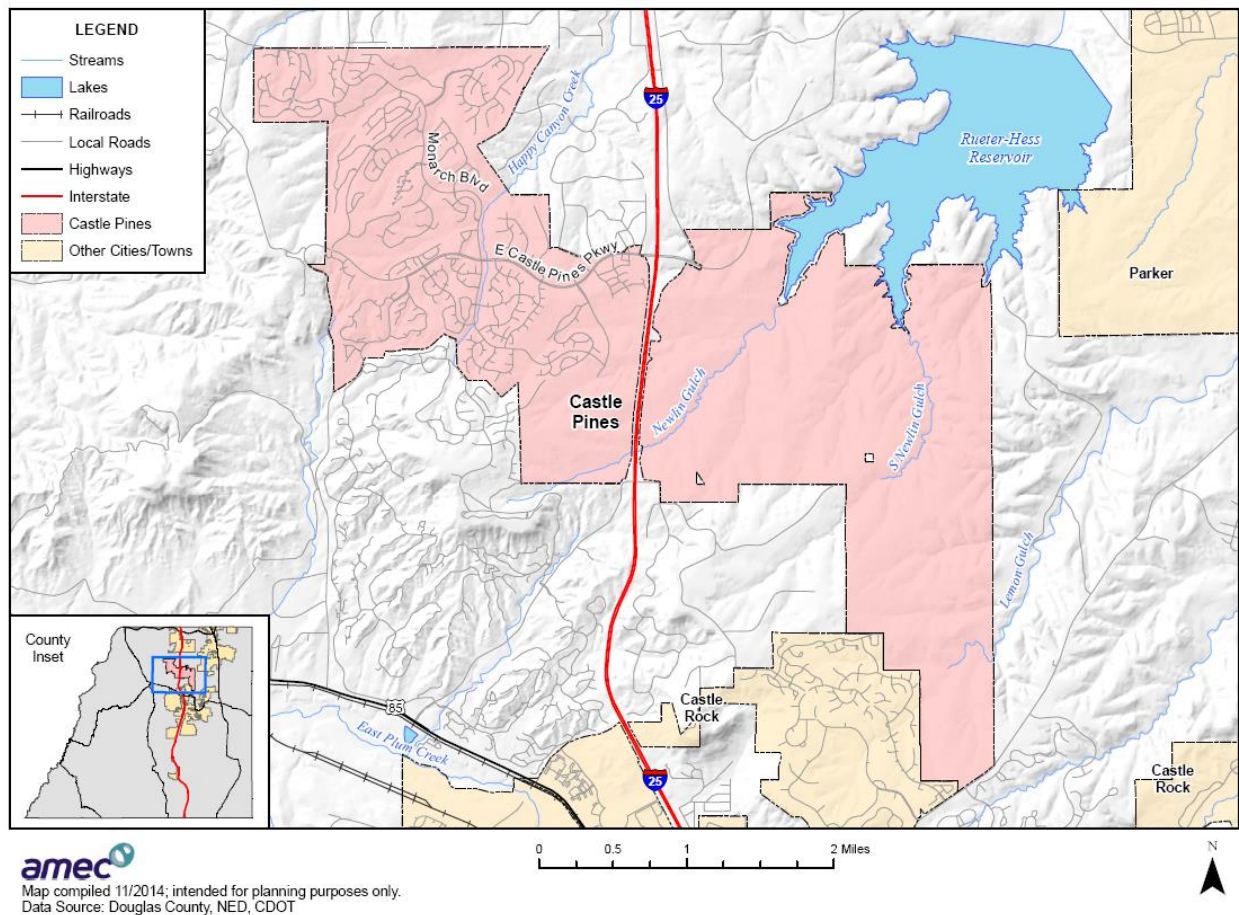 LEGEND
Streams
Lakes
Railroads
Local Roads
Highways
Interstate
Castle Pines
Other Cities/Towns
25
Happy Canyon Creek
Monarch Blvd
Rueter-Hess
Reservoir
E Castle Pines Pkwy
Parker
Castle
Pines
Newlin Gulch
S Newlin Gulch
Lemon Gulch
County
Inset
85
East Plum Creek
Castle
Rock
25
Castle
Rock
amec
Map compiled 11/2014; intended for planning purposes only.
Data Source: Douglas County, NED, CDOT
0 0.5 1 2 Miles
N